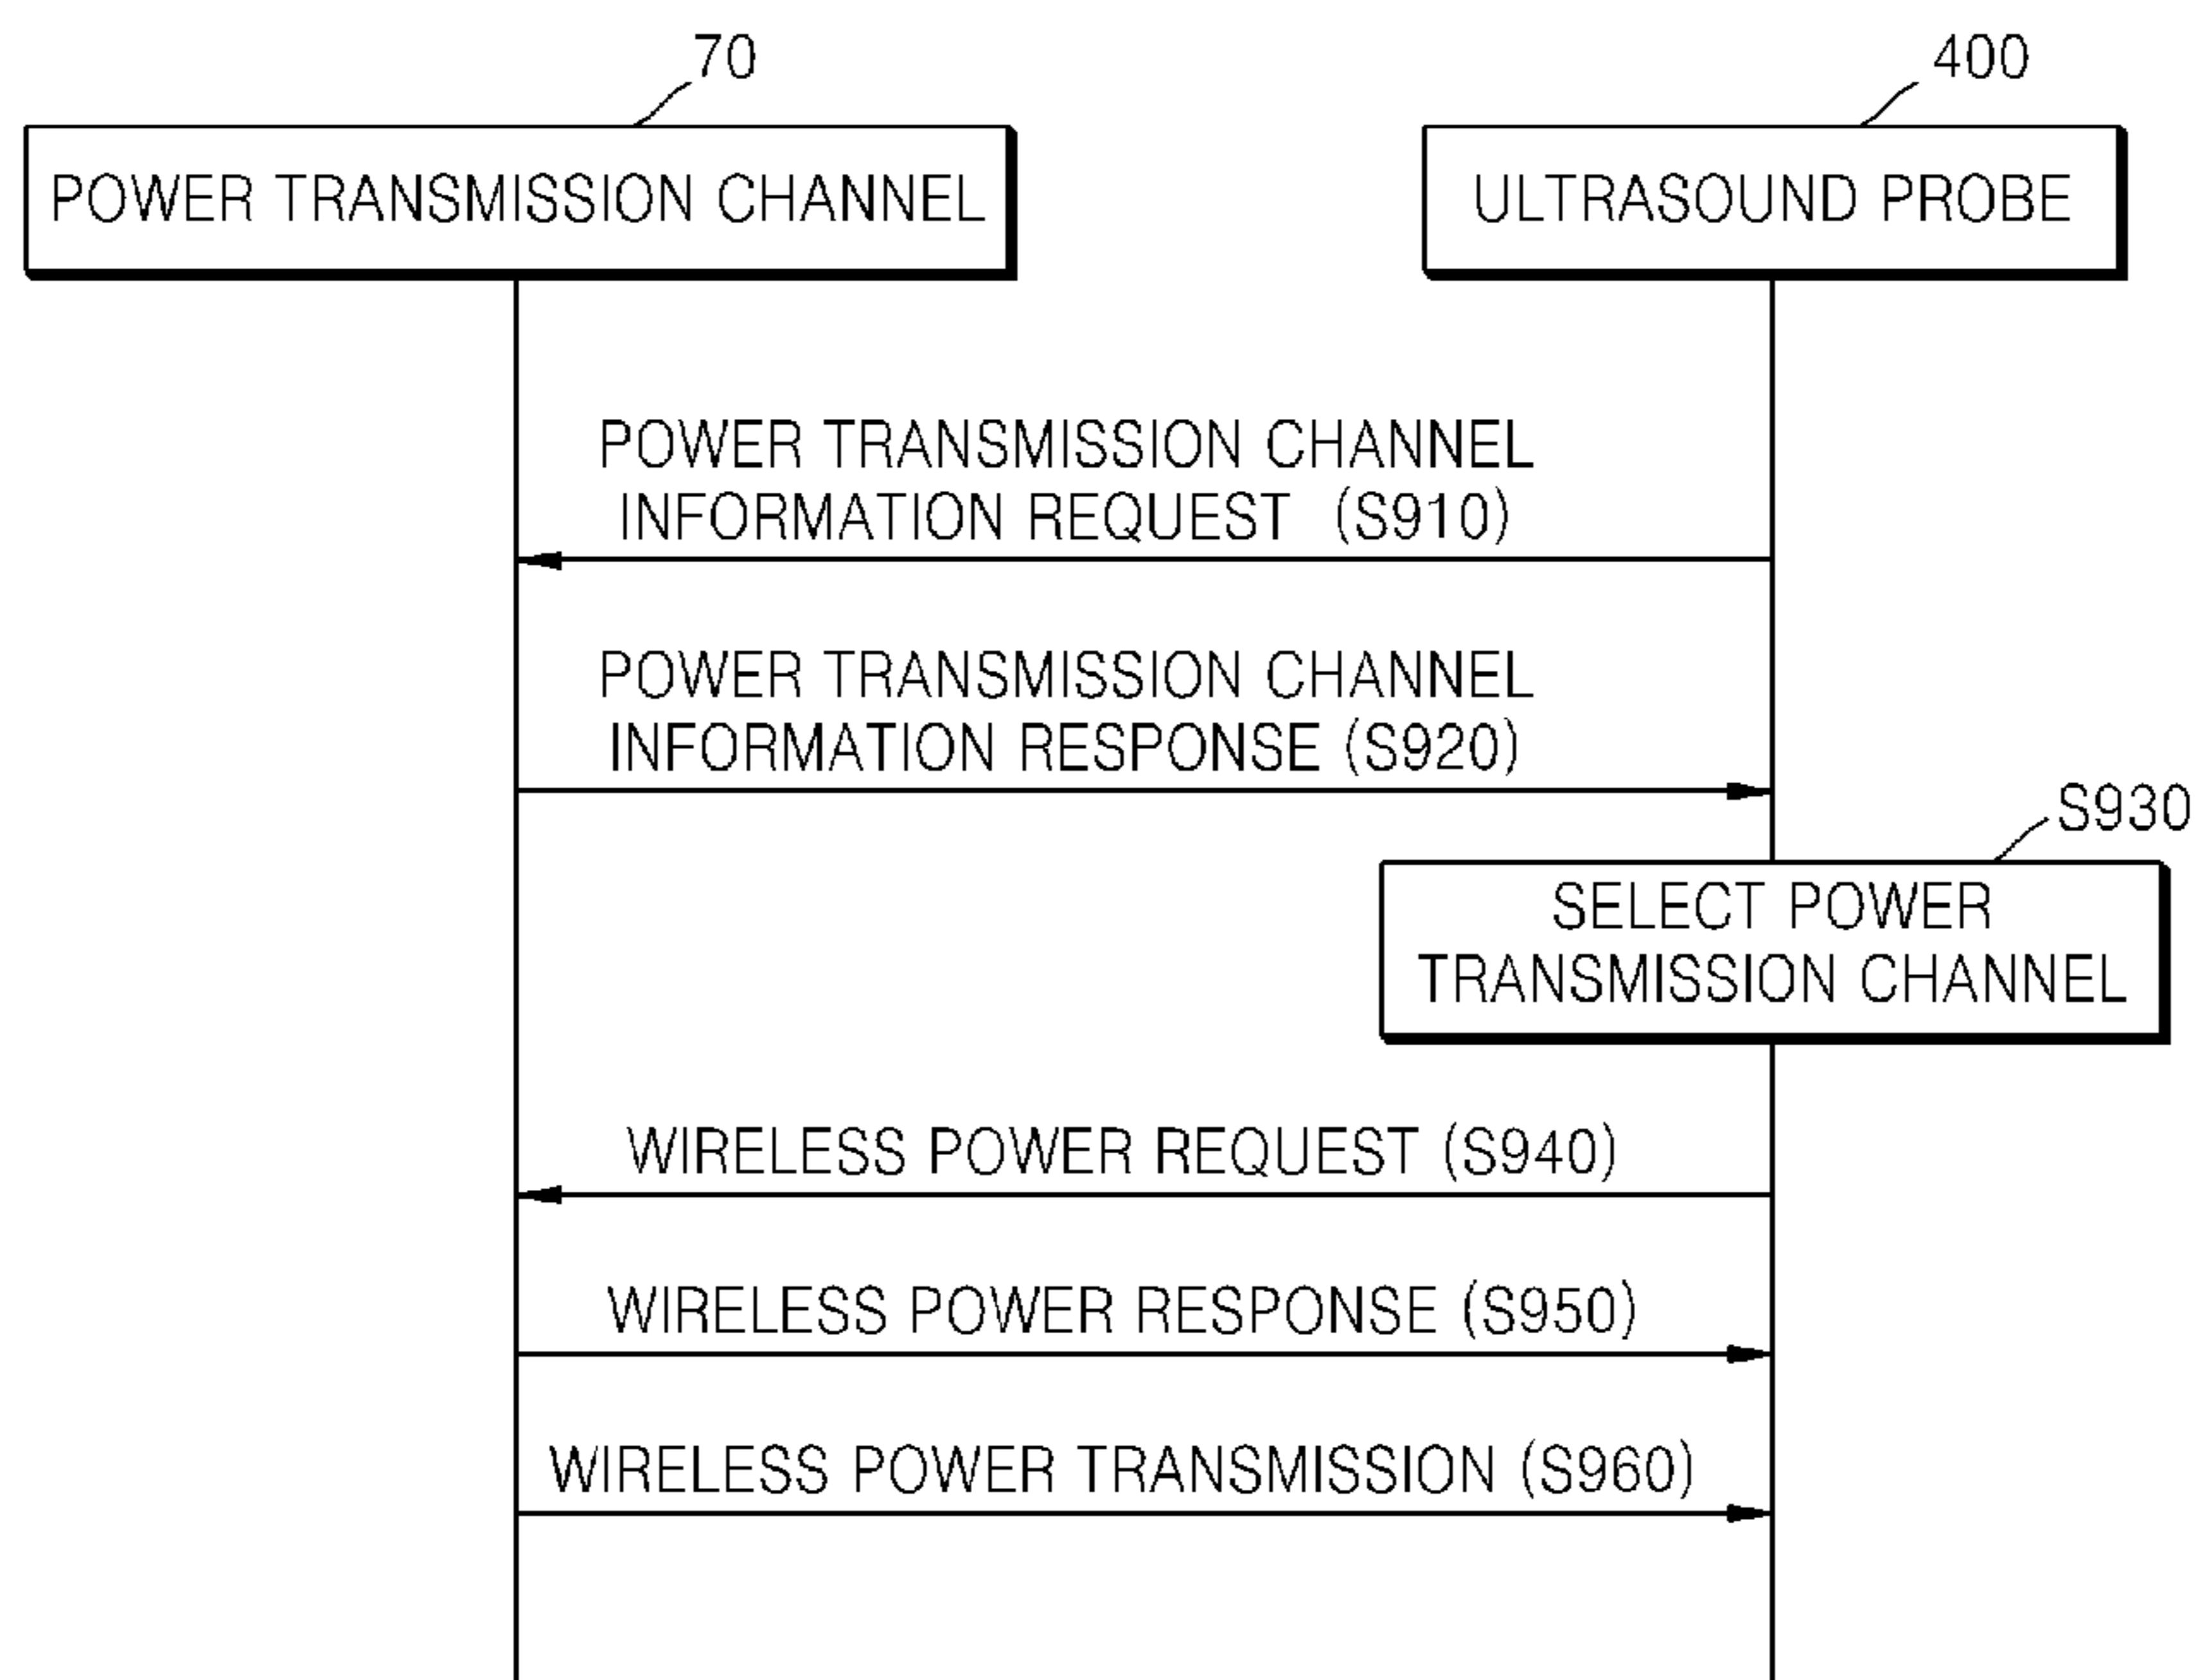 70
400
POWER TRANSMISSION CHANNEL
ULTRASOUND PROBE
POWER TRANSMISSION CHANNEL
INFORMATION REQUEST (S910)
POWER TRANSMISSION CHANNEL
INFORMATION RESPONSE (S920)
S930
SELECT POWER
TRANSMISSION CHANNEL
WIRELESS POWER REQUEST (S940)
WIRELESS POWER RESPONSE (S950)
WIRELESS POWER TRANSMISSION (S960)